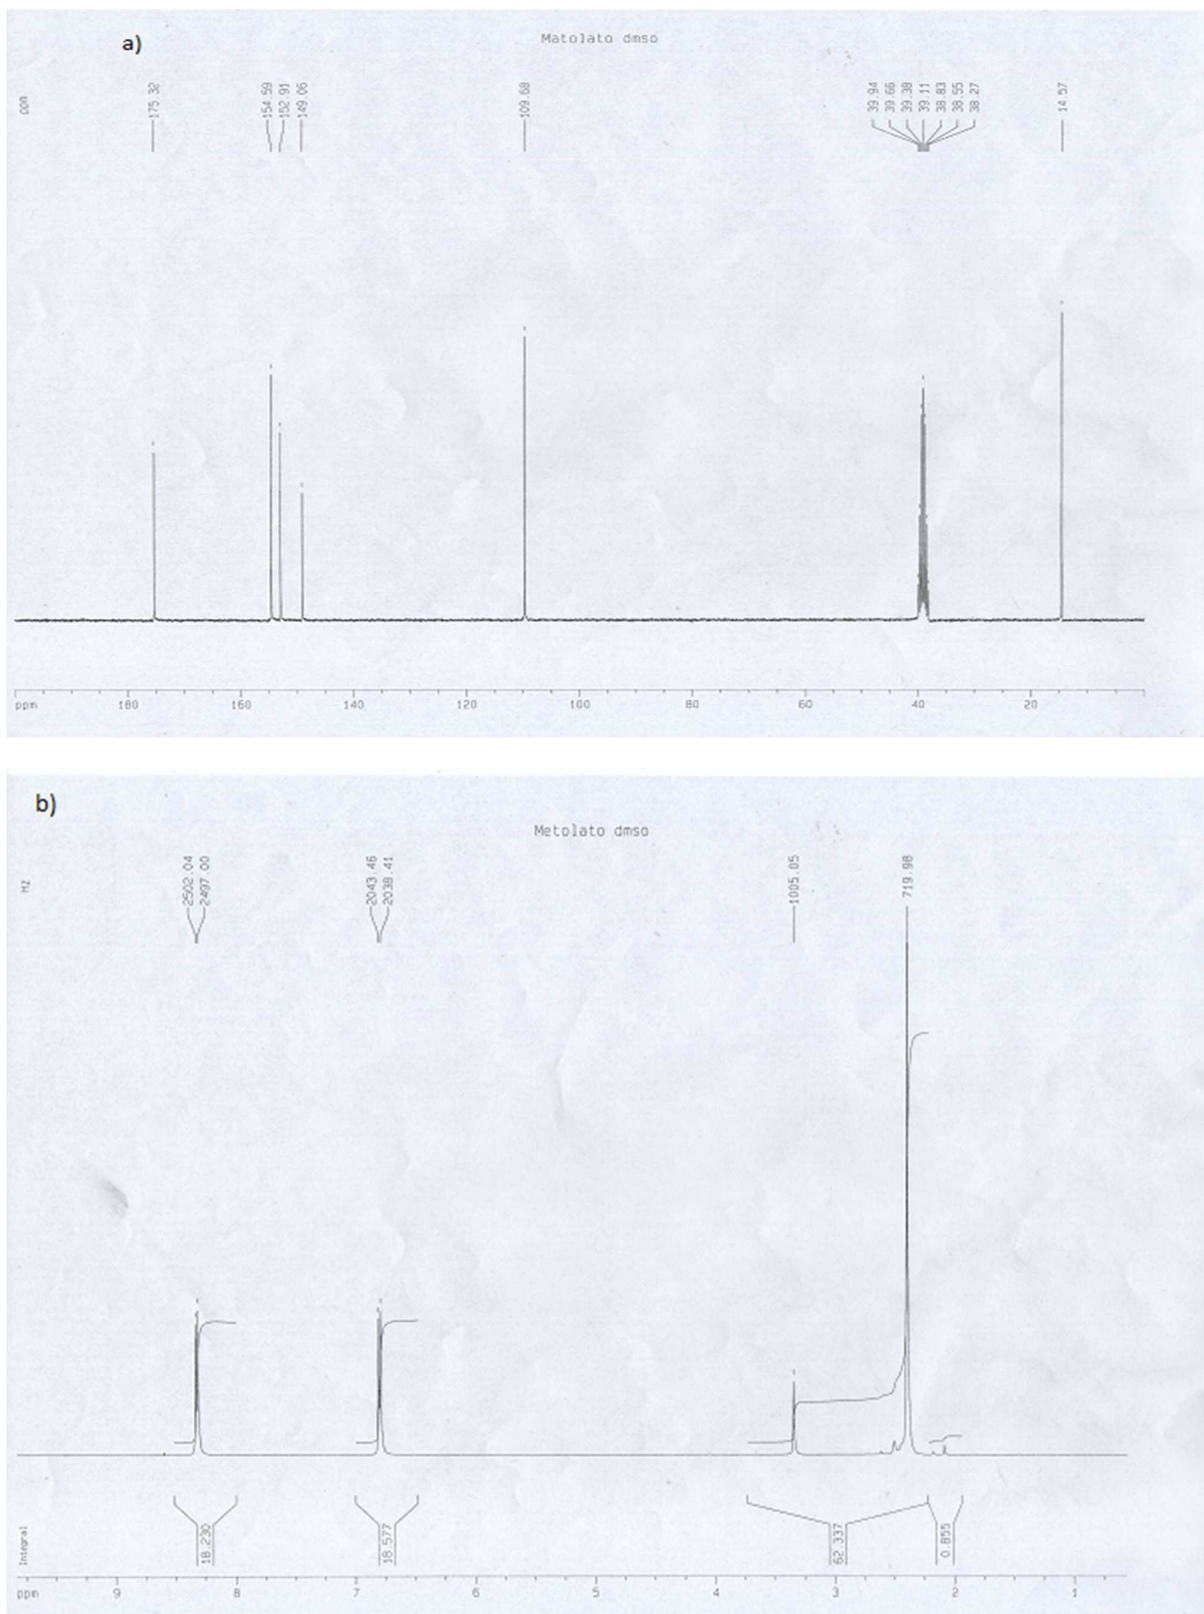 a)
Matolato dmso
ppm
175.32
154.59
152.91
149.06
109.68
39.94
39.66
39.38
39.11
38.83
38.55
38.27
14.57
ppm 180 160 140 120 100 80 60 40 20
b)
Metolato dmso
HZ
2502.04
2497.00
2043.46
2038.41
1005.05
719.98
Integral
18.230
18.577
62.337
0.855
ppm 9 8 7 6 5 4 3 2 1